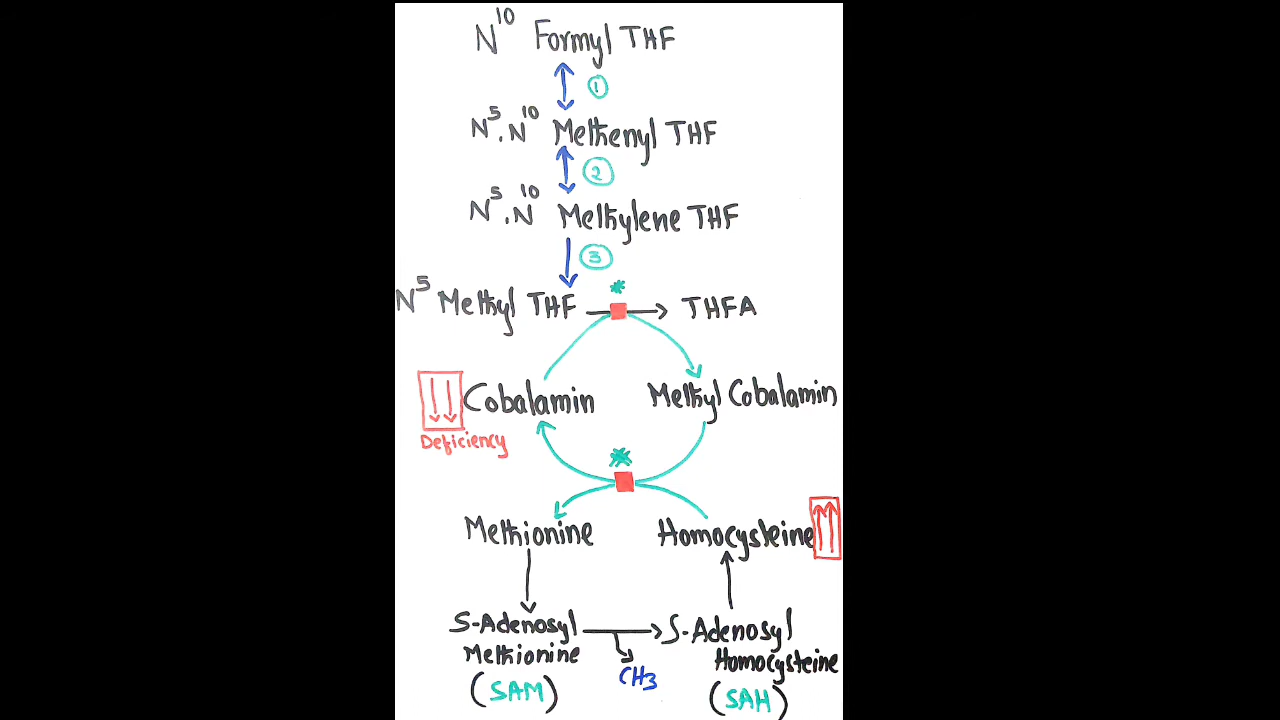 N¹⁰ Formyl THF
1
N⁵, N¹⁰ Methenyl THF
2
N⁵, N¹⁰ Methylene THF
3
N⁵ Methyl THF → THFA
*
Cobalamin Methyl Cobalamin
Deficiency
*
Methionine Homocysteine
S-Adenosyl Methionine
(SAM)
CH3
S-Adenosyl Homocysteine
(SAH)